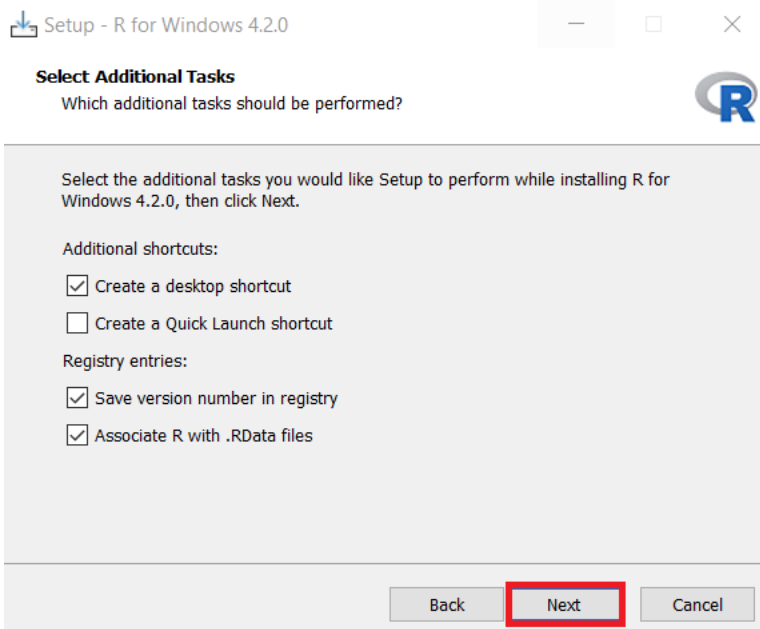 Setup - R for Windows 4.2.0
Select Additional Tasks
Which additional tasks should be performed?
R
Select the additional tasks you would like Setup to perform while installing R for
Windows 4.2.0, then click Next.
Additional shortcuts:
Create a desktop shortcut
Create a Quick Launch shortcut
Registry entries:
Save version number in registry
Associate R with .RData files
Back Next Cancel